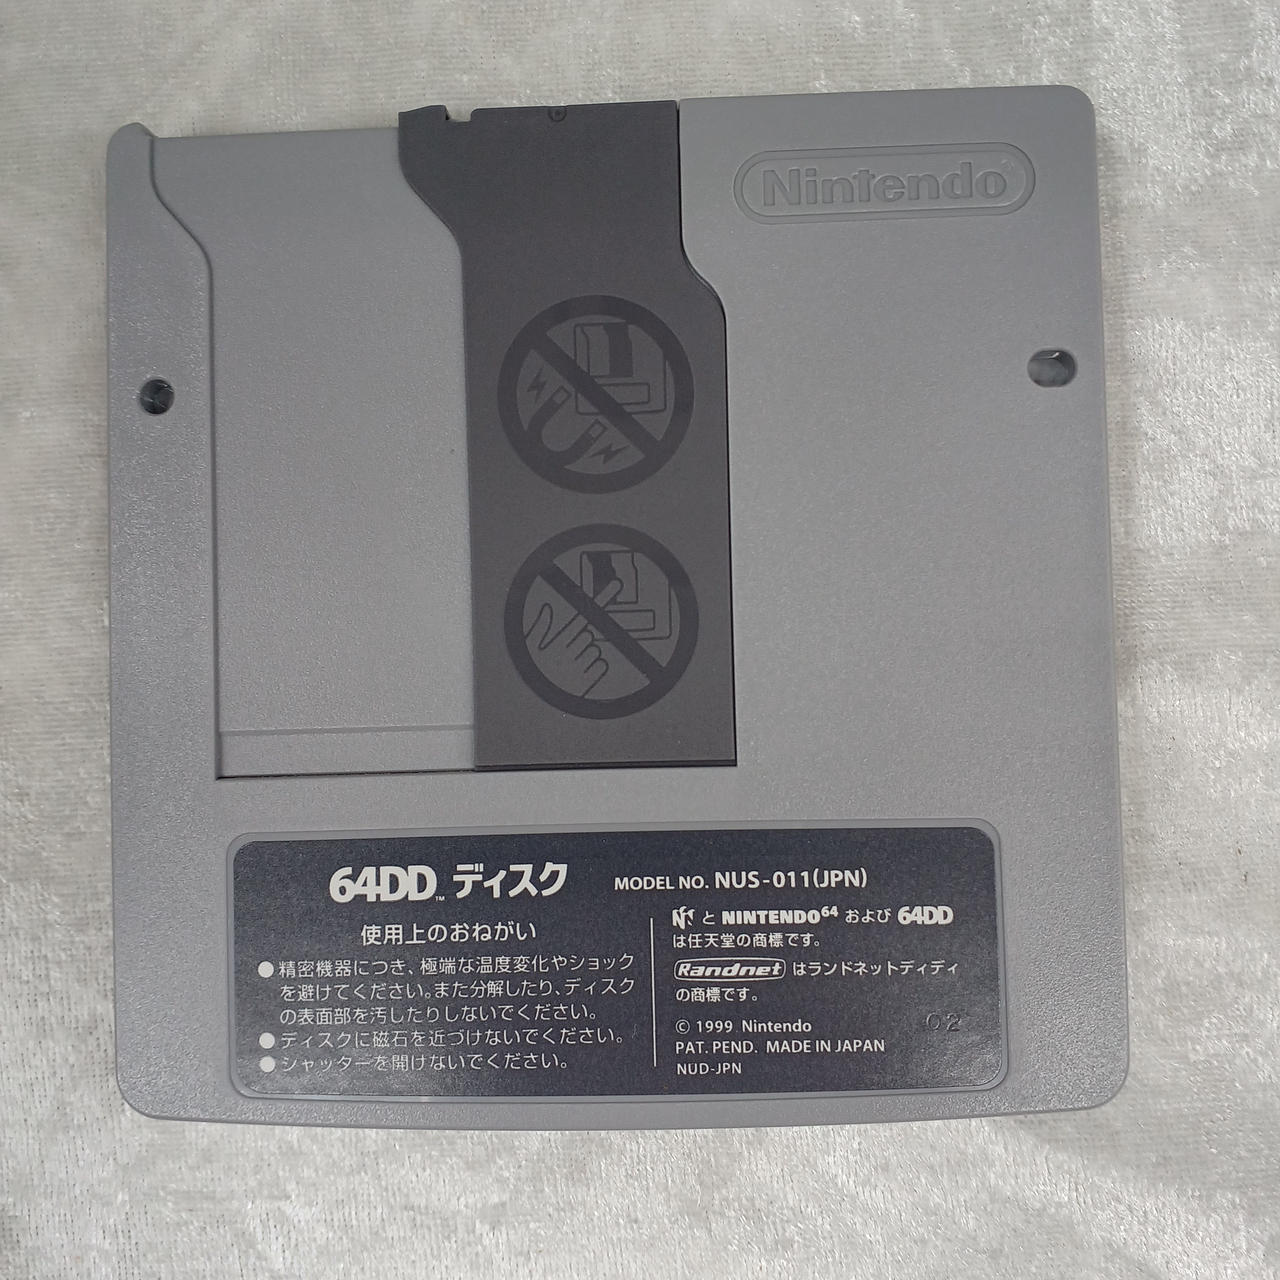 Nintendo
64DD™ ディスク
MODEL NO. NUS-011(JPN)
使用上のおねがい
●精密機器につき、極端な温度変化やショック
を避けてください。また分解したり、ディスク
の表面部を汚したりしないでください。
●ディスクに磁石を近づけないでください。
●シャッターを開けないでください。
N と NINTENDO64 および 64DD
は任天堂の商標です。
Randnet はランドネットディディ
の商標です。
© 1999 Nintendo
PAT. PEND. MADE IN JAPAN
NUD-JPN
02